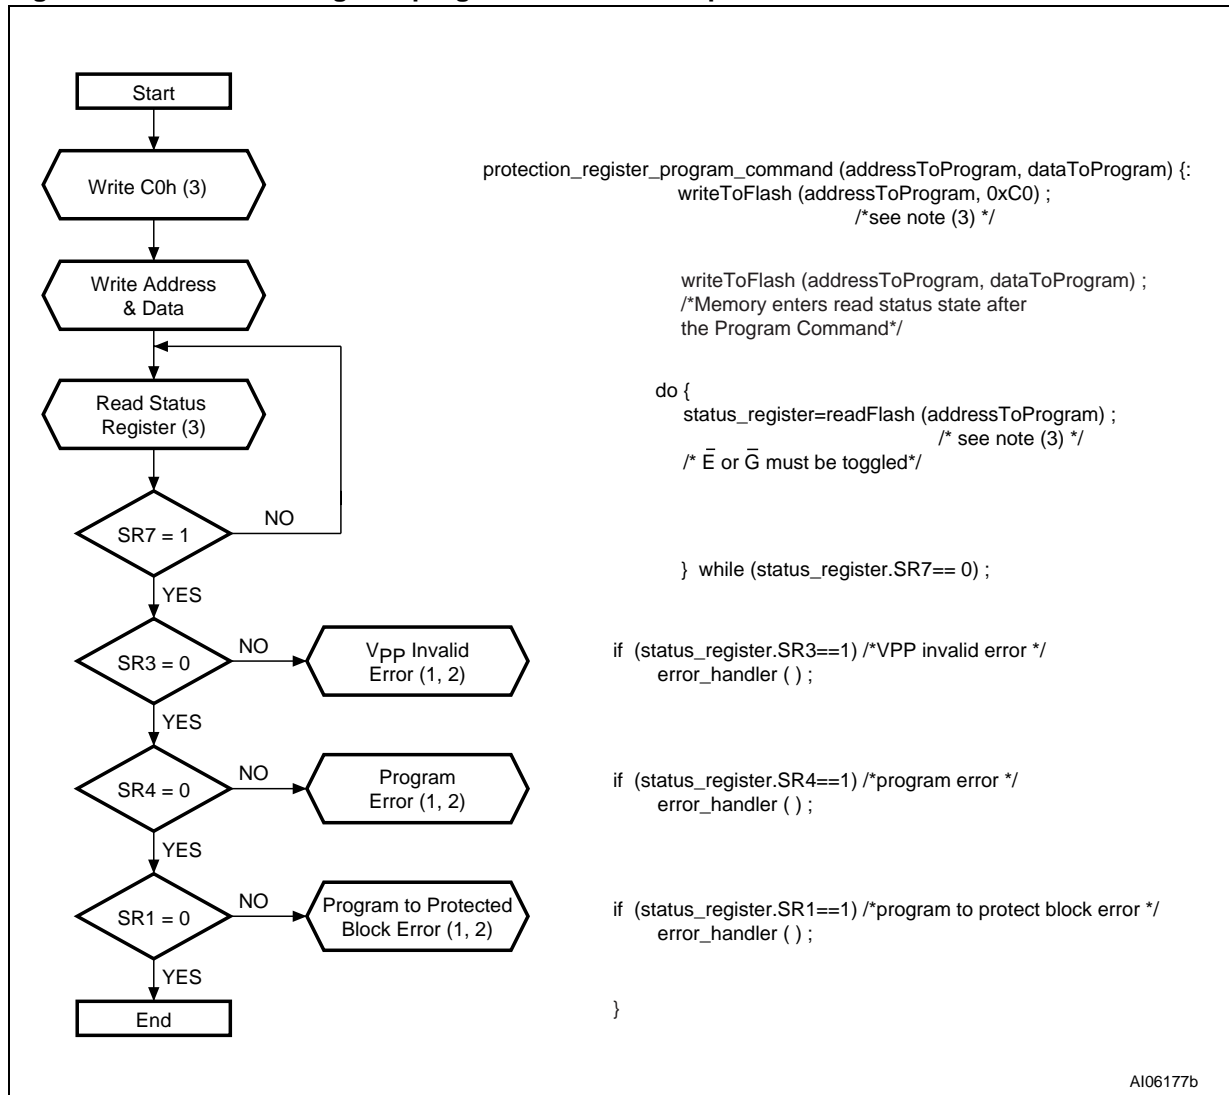 Start
Write C0h (3)
Write Address
& Data
Read Status
Register (3)
SR7 = 1
NO
YES
SR3 = 0
NO
VPP Invalid
Error (1, 2)
YES
SR4 = 0
NO
Program
Error (1, 2)
YES
SR1 = 0
NO
Program to Protected
Block Error (1, 2)
YES
End
protection_register_program_command (addressToProgram, dataToProgram) {:
writeToFlash (addressToProgram, 0xC0) ;
/*see note (3) */
writeToFlash (addressToProgram, dataToProgram) ;
/*Memory enters read status state after
the Program Command*/
do {
status_register=readFlash (addressToProgram) ;
/* see note (3) */
/* E̅ or G̅ must be toggled*/
} while (status_register.SR7== 0) ;
if (status_register.SR3==1) /*VPP invalid error */
error_handler ( ) ;
if (status_register.SR4==1) /*program error */
error_handler ( ) ;
if (status_register.SR1==1) /*program to protect block error */
error_handler ( ) ;
}
AI06177b